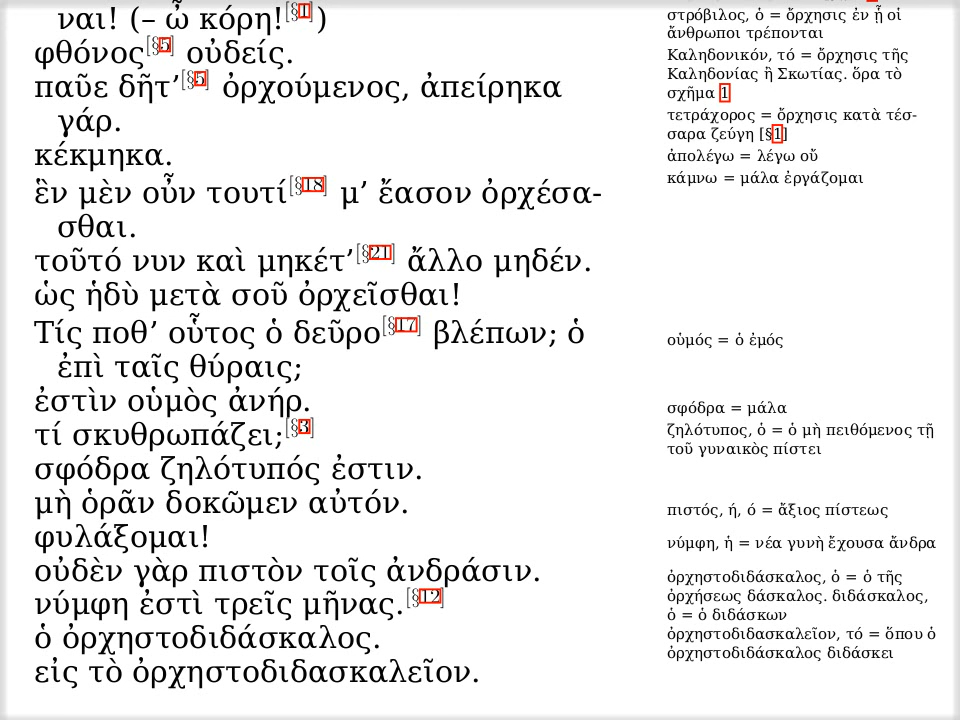 ναι! (– ὦ κόρη![§1])
φθόνος[§5] οὐδείς.
παῦε δῆτ’[§5] ὀρχούμενος, ἀπείρηκα
γάρ.
κέκμηκα.
ἓν μὲν οὖν τουτί[§18] μ’ ἔασον ὀρχέσα-
σθαι.
τοῦτό νυν καὶ μηκέτ’[§21] ἄλλο μηδέν.
ὡς ἡδὺ μετὰ σοῦ ὀρχεῖσθαι!
Τίς ποθ’ οὗτος ὁ δεῦρο[§17] βλέπων; ὁ
ἐπὶ ταῖς θύραις;
ἐστὶν οὑμὸς ἀνήρ.
τί σκυθρωπάζει;[§3]
σφόδρα ζηλότυπός ἐστιν.
μὴ ὁρᾶν δοκῶμεν αὐτόν.
φυλάξομαι!
οὐδὲν γὰρ πιστὸν τοῖς ἀνδράσιν.
νύμφη ἐστὶ τρεῖς μῆνας.[§12]
ὁ ὀρχηστοδιδάσκαλος.
εἰς τὸ ὀρχηστοδιδασκαλεῖον.
στρόβιλος, ὁ = ὄρχησις ἐν ᾗ οἱ
ἄνθρωποι τρέπονται
Καληδονικόν, τό = ὄρχησις τῆς
Καληδονίας ἢ Σκωτίας. ὅρα τὸ
σχῆμα 1
τετράχορος = ὄρχησις κατὰ τέσ-
σαρα ζεύγη [§1]
ἀπολέγω = λέγω οὔ
κάμνω = μάλα ἐργάζομαι
οὑμός = ὁ ἐμός
σφόδρα = μάλα
ζηλότυπος, ὁ = ὁ μὴ πειθόμενος τῇ
τοῦ γυναικὸς πίστει
πιστός, ή, ό = ἄξιος πίστεως
νύμφη, ἡ = νέα γυνὴ ἔχουσα ἄνδρα
ὀρχηστοδιδάσκαλος, ὁ = ὁ τῆς
ὀρχήσεως δάσκαλος. διδάσκαλος,
ὁ = ὁ διδάσκων
ὀρχηστοδιδασκαλεῖον, τό = ὅπου ὁ
ὀρχηστοδιδάσκαλος διδάσκει